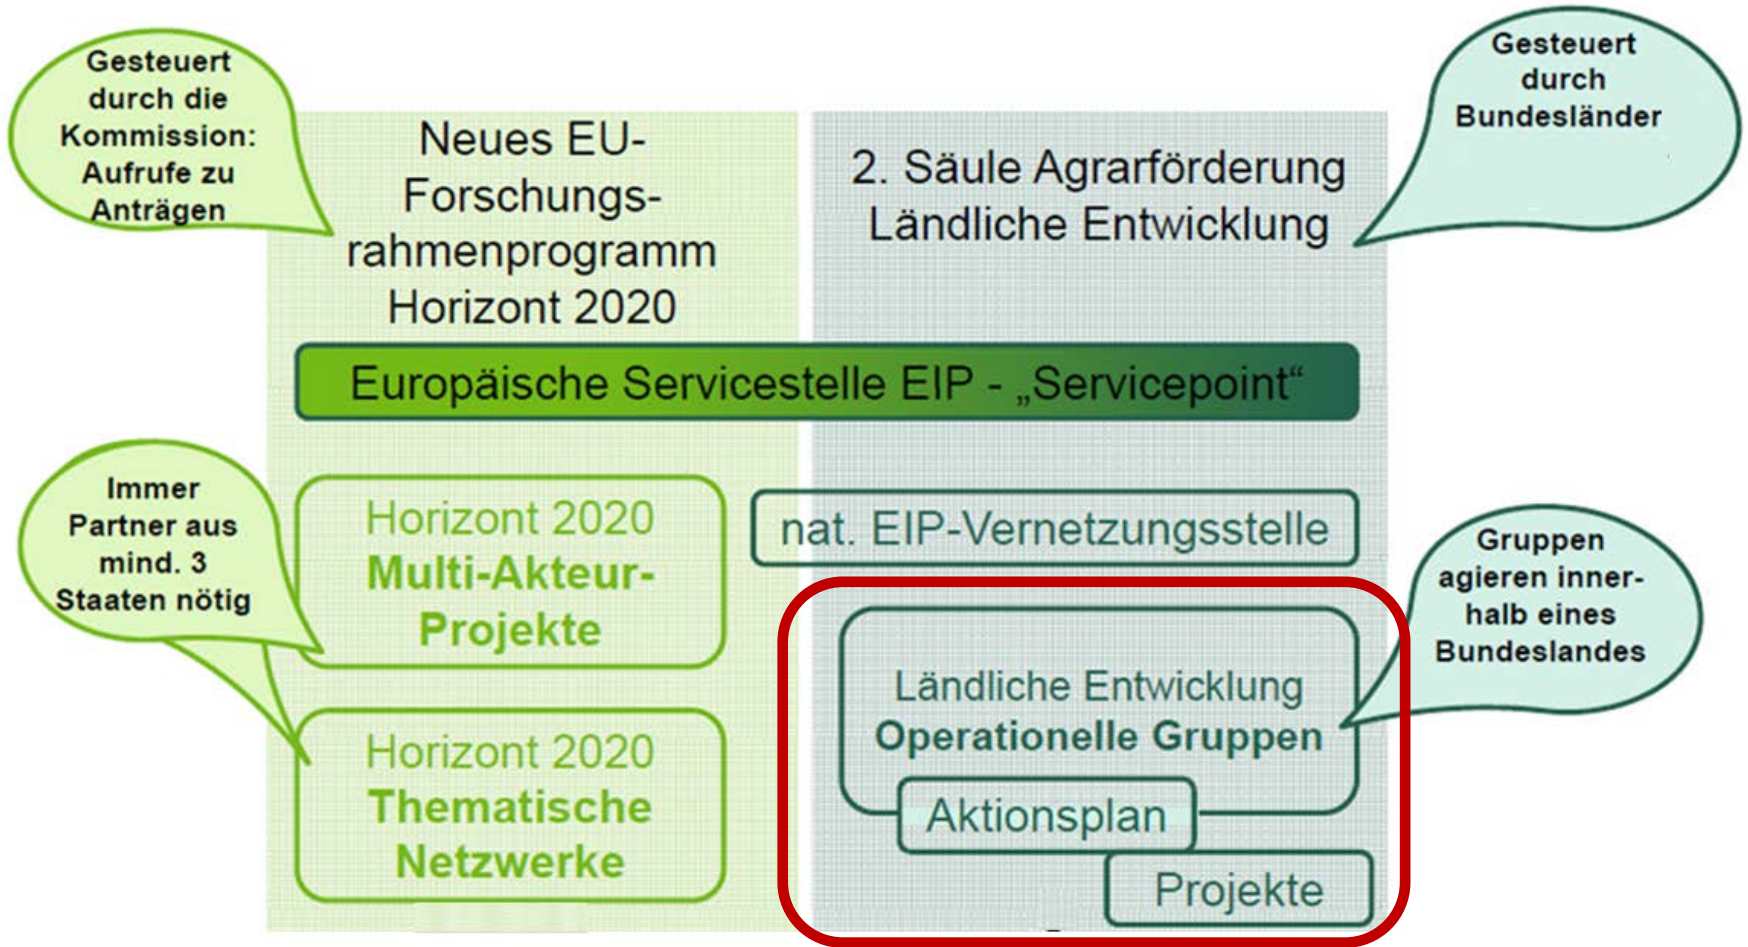 Gesteuert
durch die
Kommission:
Aufrufe zu
Anträgen
Neues EU-
Forschungs-
rahmenprogramm
Horizont 2020
2. Säule Agrarförderung
Ländliche Entwicklung
Gesteuert
durch
Bundesländer
Europäische Servicestelle EIP - „Servicepoint“
Immer
Partner aus
mind. 3
Staaten nötig
Horizont 2020
Multi-Akteur-
Projekte
nat. EIP-Vernetzungsstelle
Gruppen
agieren inner-
halb eines
Bundeslandes
Horizont 2020
Thematische
Netzwerke
Ländliche Entwicklung
Operationelle Gruppen
Aktionsplan
Projekte